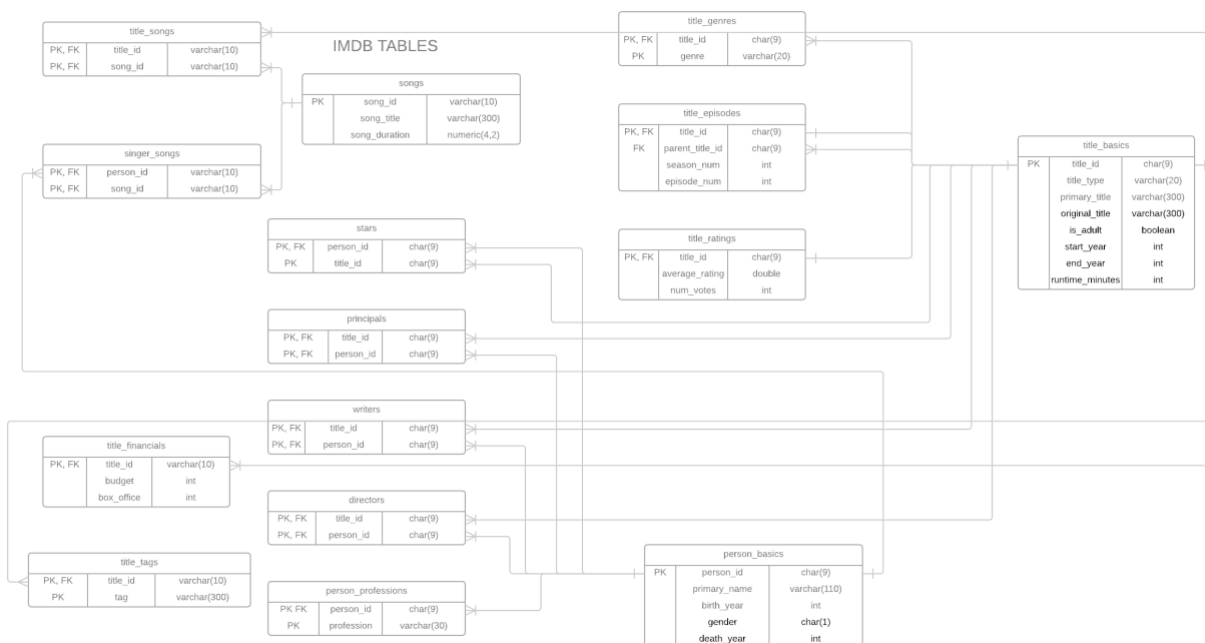 IMDB TABLES
title_songs
PK, FK title_id varchar(10)
PK, FK song_id varchar(10)
songs
PK song_id varchar(10)
song_title varchar(300)
song_duration numeric(4,2)
singer_songs
PK, FK person_id varchar(10)
PK, FK song_id varchar(10)
stars
PK, FK person_id char(9)
PK title_id char(9)
principals
PK, FK title_id char(9)
PK, FK person_id char(9)
writers
PK, FK title_id char(9)
PK, FK person_id char(9)
title_financials
PK, FK title_id varchar(10)
budget int
box_office int
directors
PK, FK title_id char(9)
PK, FK person_id char(9)
title_tags
PK, FK title_id varchar(10)
PK tag varchar(300)
person_professions
PK FK person_id char(9)
PK profession varchar(30)
title_genres
PK, FK title_id char(9)
PK genre varchar(20)
title_episodes
PK, FK title_id char(9)
FK parent_title_id char(9)
season_num int
episode_num int
title_ratings
PK, FK title_id char(9)
average_rating double
num_votes int
title_basics
PK title_id char(9)
title_type varchar(20)
primary_title varchar(300)
original_title varchar(300)
is_adult boolean
start_year int
end_year int
runtime_minutes int
person_basics
PK person_id char(9)
primary_name varchar(110)
birth_year int
gender char(1)
death_year int